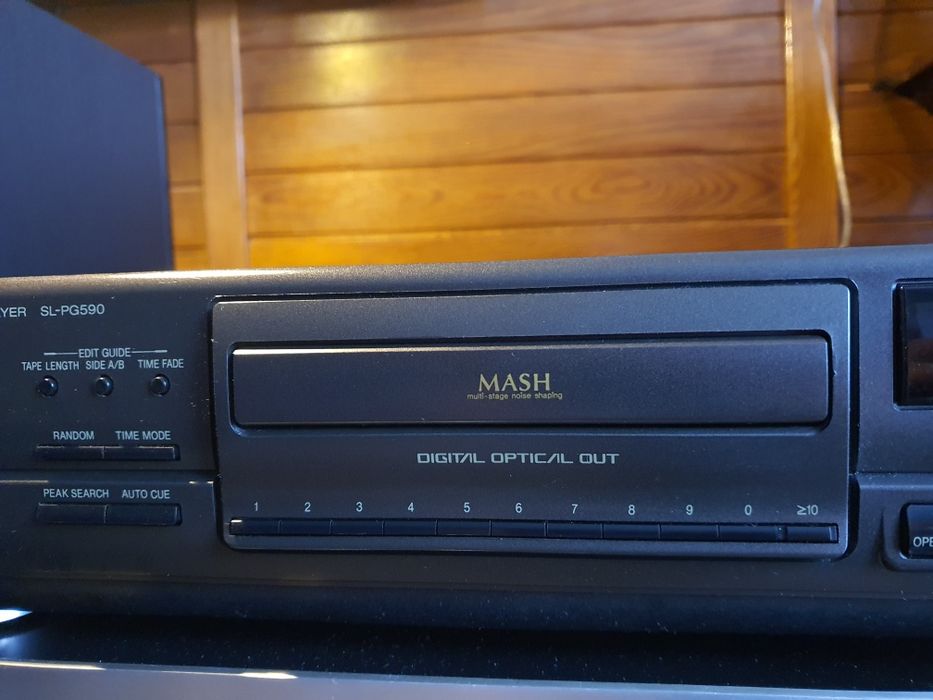 YER SL-PG590
EDIT GUIDE
TAPE LENGTH SIDE A/B TIME FADE
RANDOM TIME MODE
PEAK SEARCH AUTO CUE
MASH
multi-stage noise shaping
DIGITAL OPTICAL OUT
1 2 3 4 5 6 7 8 9 0 ≥10
OPE